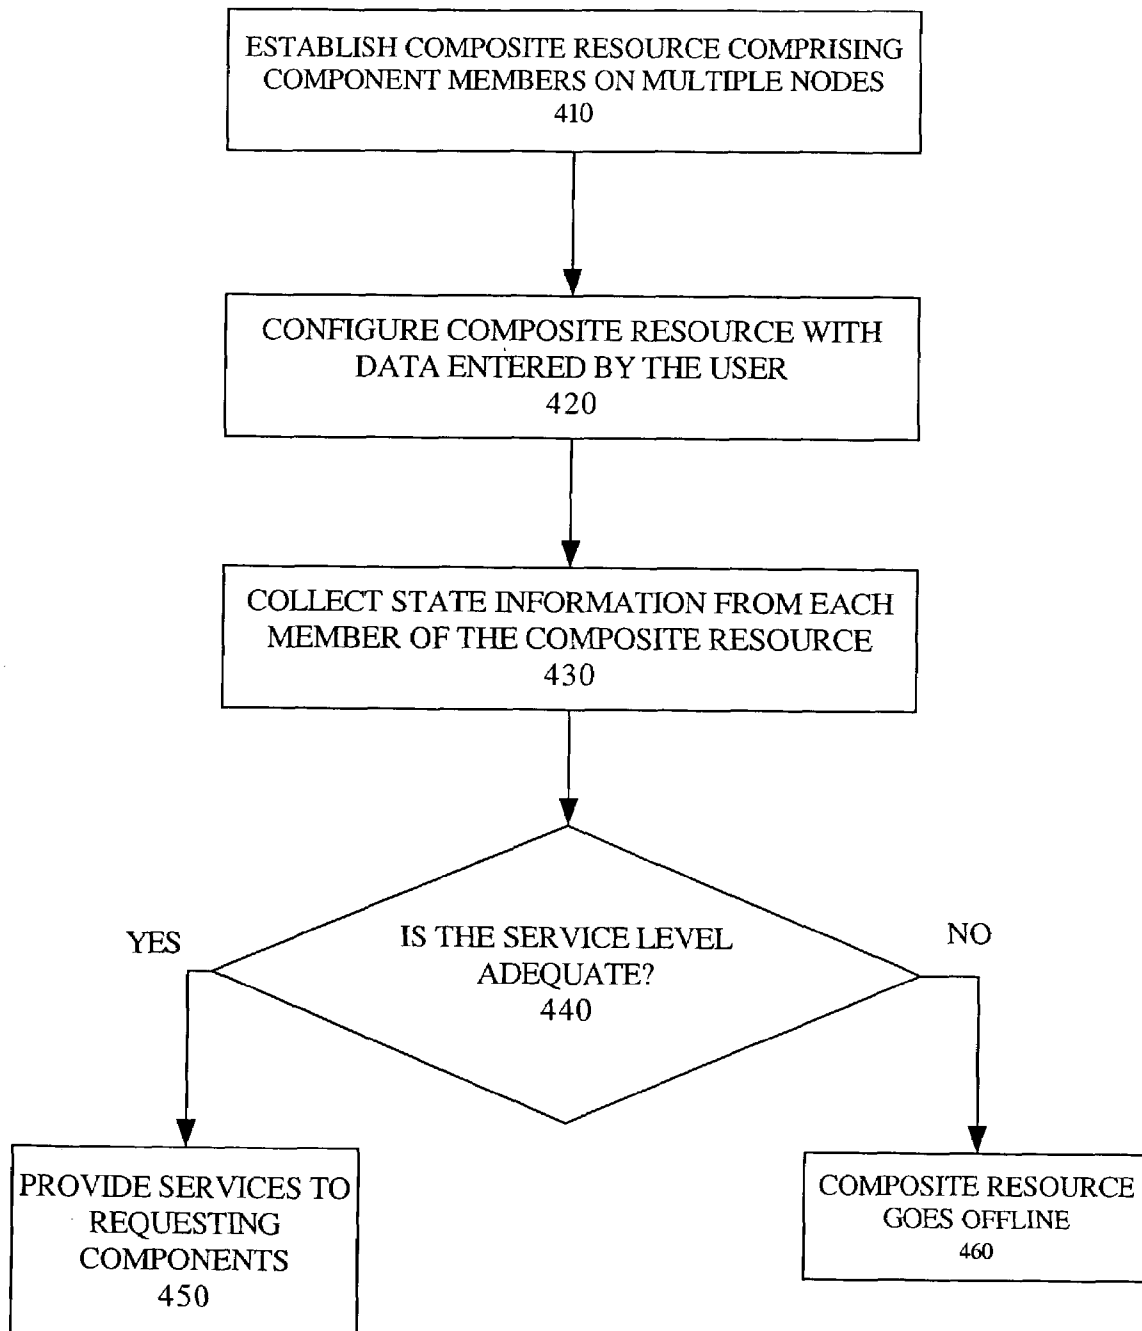 ESTABLISH COMPOSITE RESOURCE COMPRISING
COMPONENT MEMBERS ON MULTIPLE NODES
410
CONFIGURE COMPOSITE RESOURCE WITH
DATA ENTERED BY THE USER
420
COLLECT STATE INFORMATION FROM EACH
MEMBER OF THE COMPOSITE RESOURCE
430
YES
IS THE SERVICE LEVEL
ADEQUATE?
440
NO
PROVIDE SERVICES TO
REQUESTING
COMPONENTS
450
COMPOSITE RESOURCE
GOES OFFLINE
460